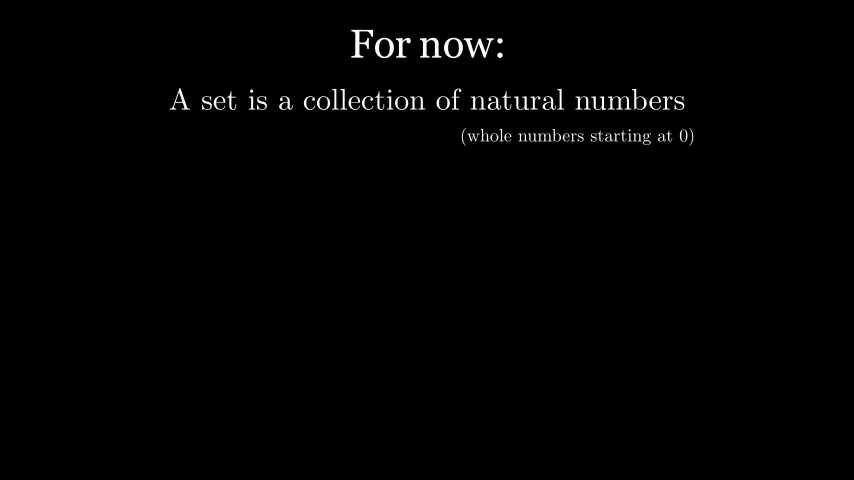 For now:
A set is a collection of natural numbers
(whole numbers starting at 0)